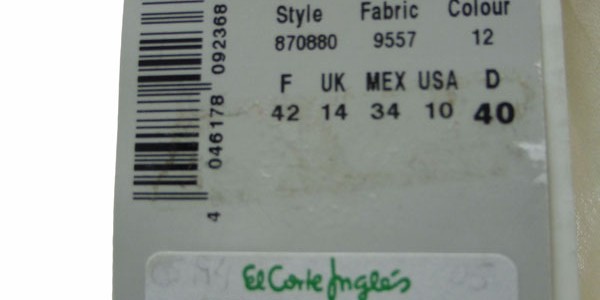 Style Fabric Colour
870880 9557 12
F UK MEX USA D
42 14 34 10 40
4 046178 092368
El Corte Inglés